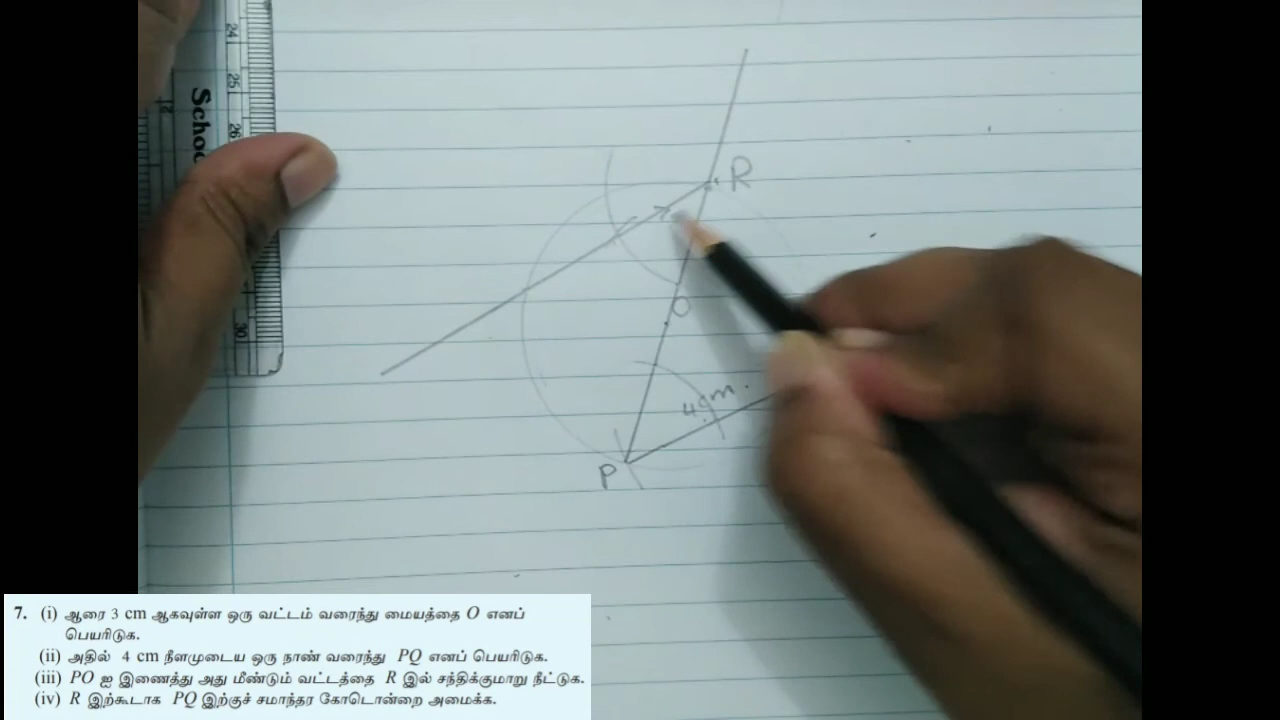 24
25
Schoo
26
30
R
O
4cm.
P
7. (i) ஆரை 3 cm ஆகவுள்ள ஒரு வட்டம் வரைந்து மையத்தை O எனப்
பெயரிடுக.
(ii) அதில் 4 cm நீளமுடைய ஒரு நாண் வரைந்து PQ எனப் பெயரிடுக.
(iii) PO ஐ இணைத்து அது மீண்டும் வட்டத்தை R இல் சந்திக்குமாறு நீட்டுக.
(iv) R இற்கூடாக PQ இற்குச் சமாந்தர கோடொன்றை அமைக்க.